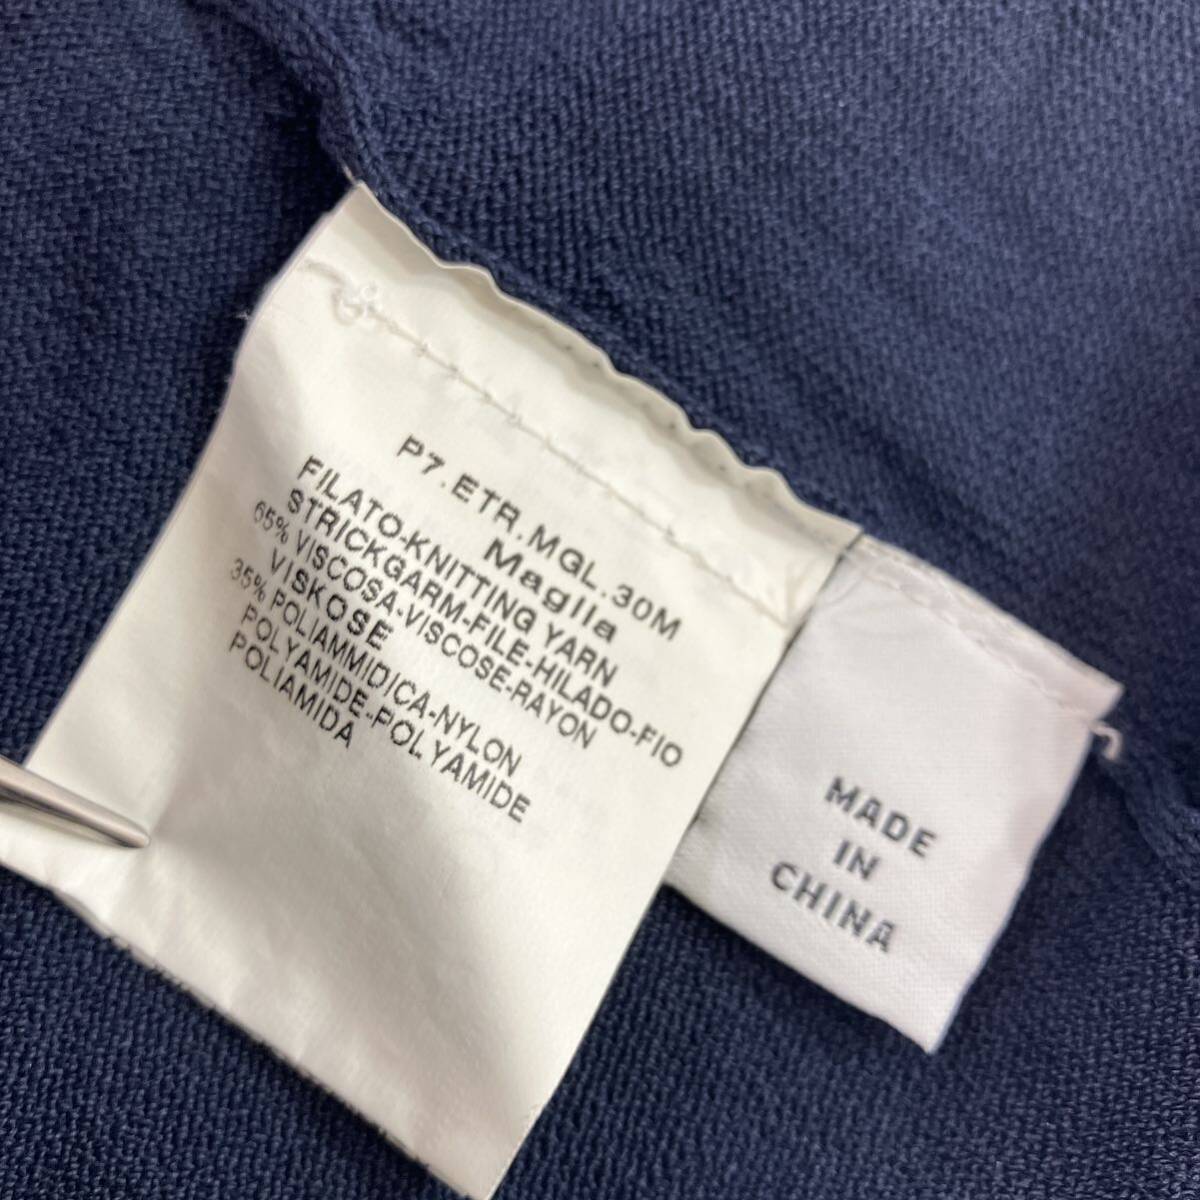 P7.ETR.MGL.30M
Maglia
FILATO-KNITTING YARN
STRICKGARM-FILE-HILADO-FIO
65% VISCOSA-VISCOSE-RAYON
VISKOSE
35% POLIAMMIDICA-NYLON
POLYAMIDE-POLYAMIDE
POLIAMIDA
MADE
IN
CHINA